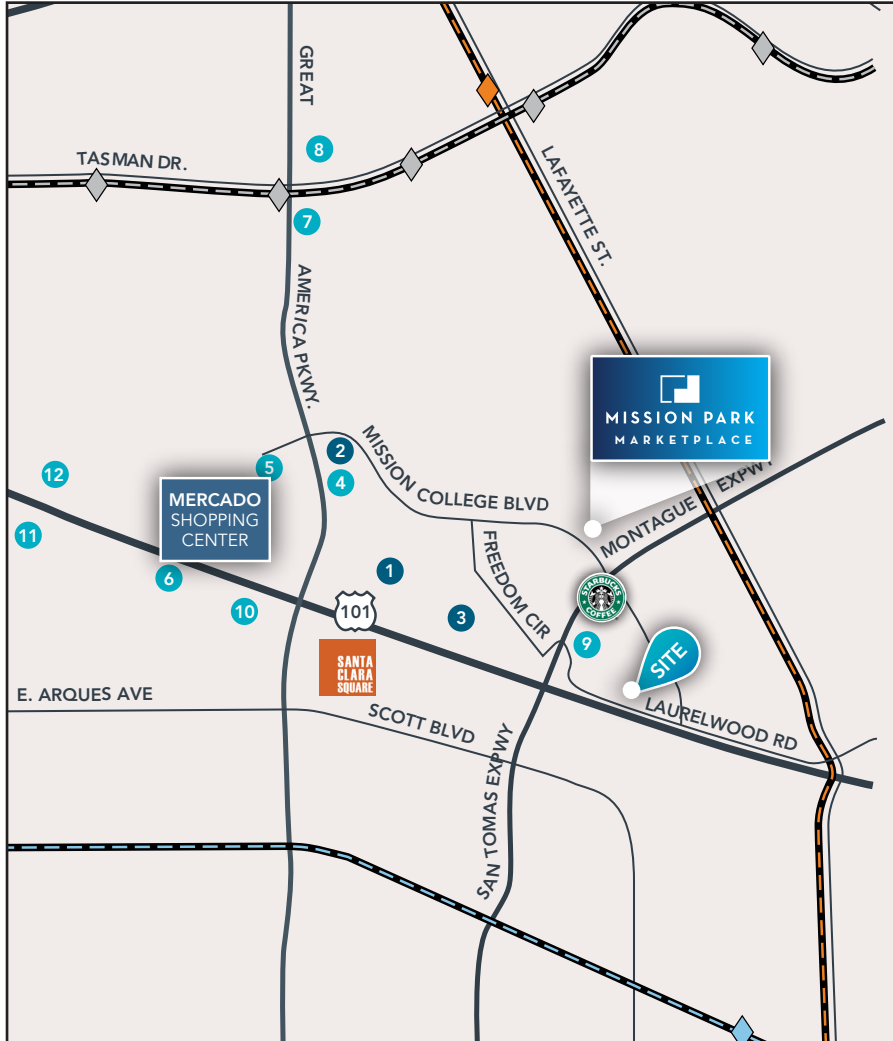 GREAT
8
TASMAN DR.
7
LAFAYETTE ST.
AMERICA PKWY.
MISSION PARK
MARKETPLACE
2
MISSION COLLEGE BLVD
5
4
12
MERCADO
SHOPPING
CENTER
MONTAGUE EXPWY
11
FREEDOM CIR
6
1
STARBUCKS
COFFEE
10
101
3
9
SITE
SANTA
CLARA
SQUARE
E. ARQUES AVE
SCOTT BLVD
LAURELWOOD RD
SAN TOMAS EXPWY